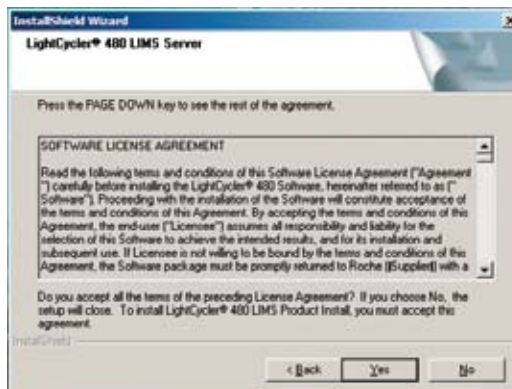 InstallShield Wizard
LightCycler® 480 LIMS Server
Press the PAGE DOWN key to see the rest of the agreement.
SOFTWARE LICENSE AGREEMENT
Read the following terms and conditions of this Software License Agreement ("Agreement
") carefully before installing the LightCycler® 480 Software, hereinafter referred to as ("
Software"). Proceeding with the installation of the Software will constitute acceptance of
the terms and conditions of this Agreement. By accepting the terms and conditions of this
Agreement, the end-user ("Licensee") assumes all responsibility and liability for the
selection of this Software to achieve the intended results, and for its installation and
subsequent use. If Licensee is not willing to be bound by the terms and conditions of this
Agreement, the Software package must be promptly returned to Roche (‖Supplier‖) with a
Do you accept all the terms of the preceding License Agreement? If you choose No, the
setup will close. To install LightCycler® 480 LIMS Product Install, you must accept this
agreement.
InstallShield
< Back
Yes
No